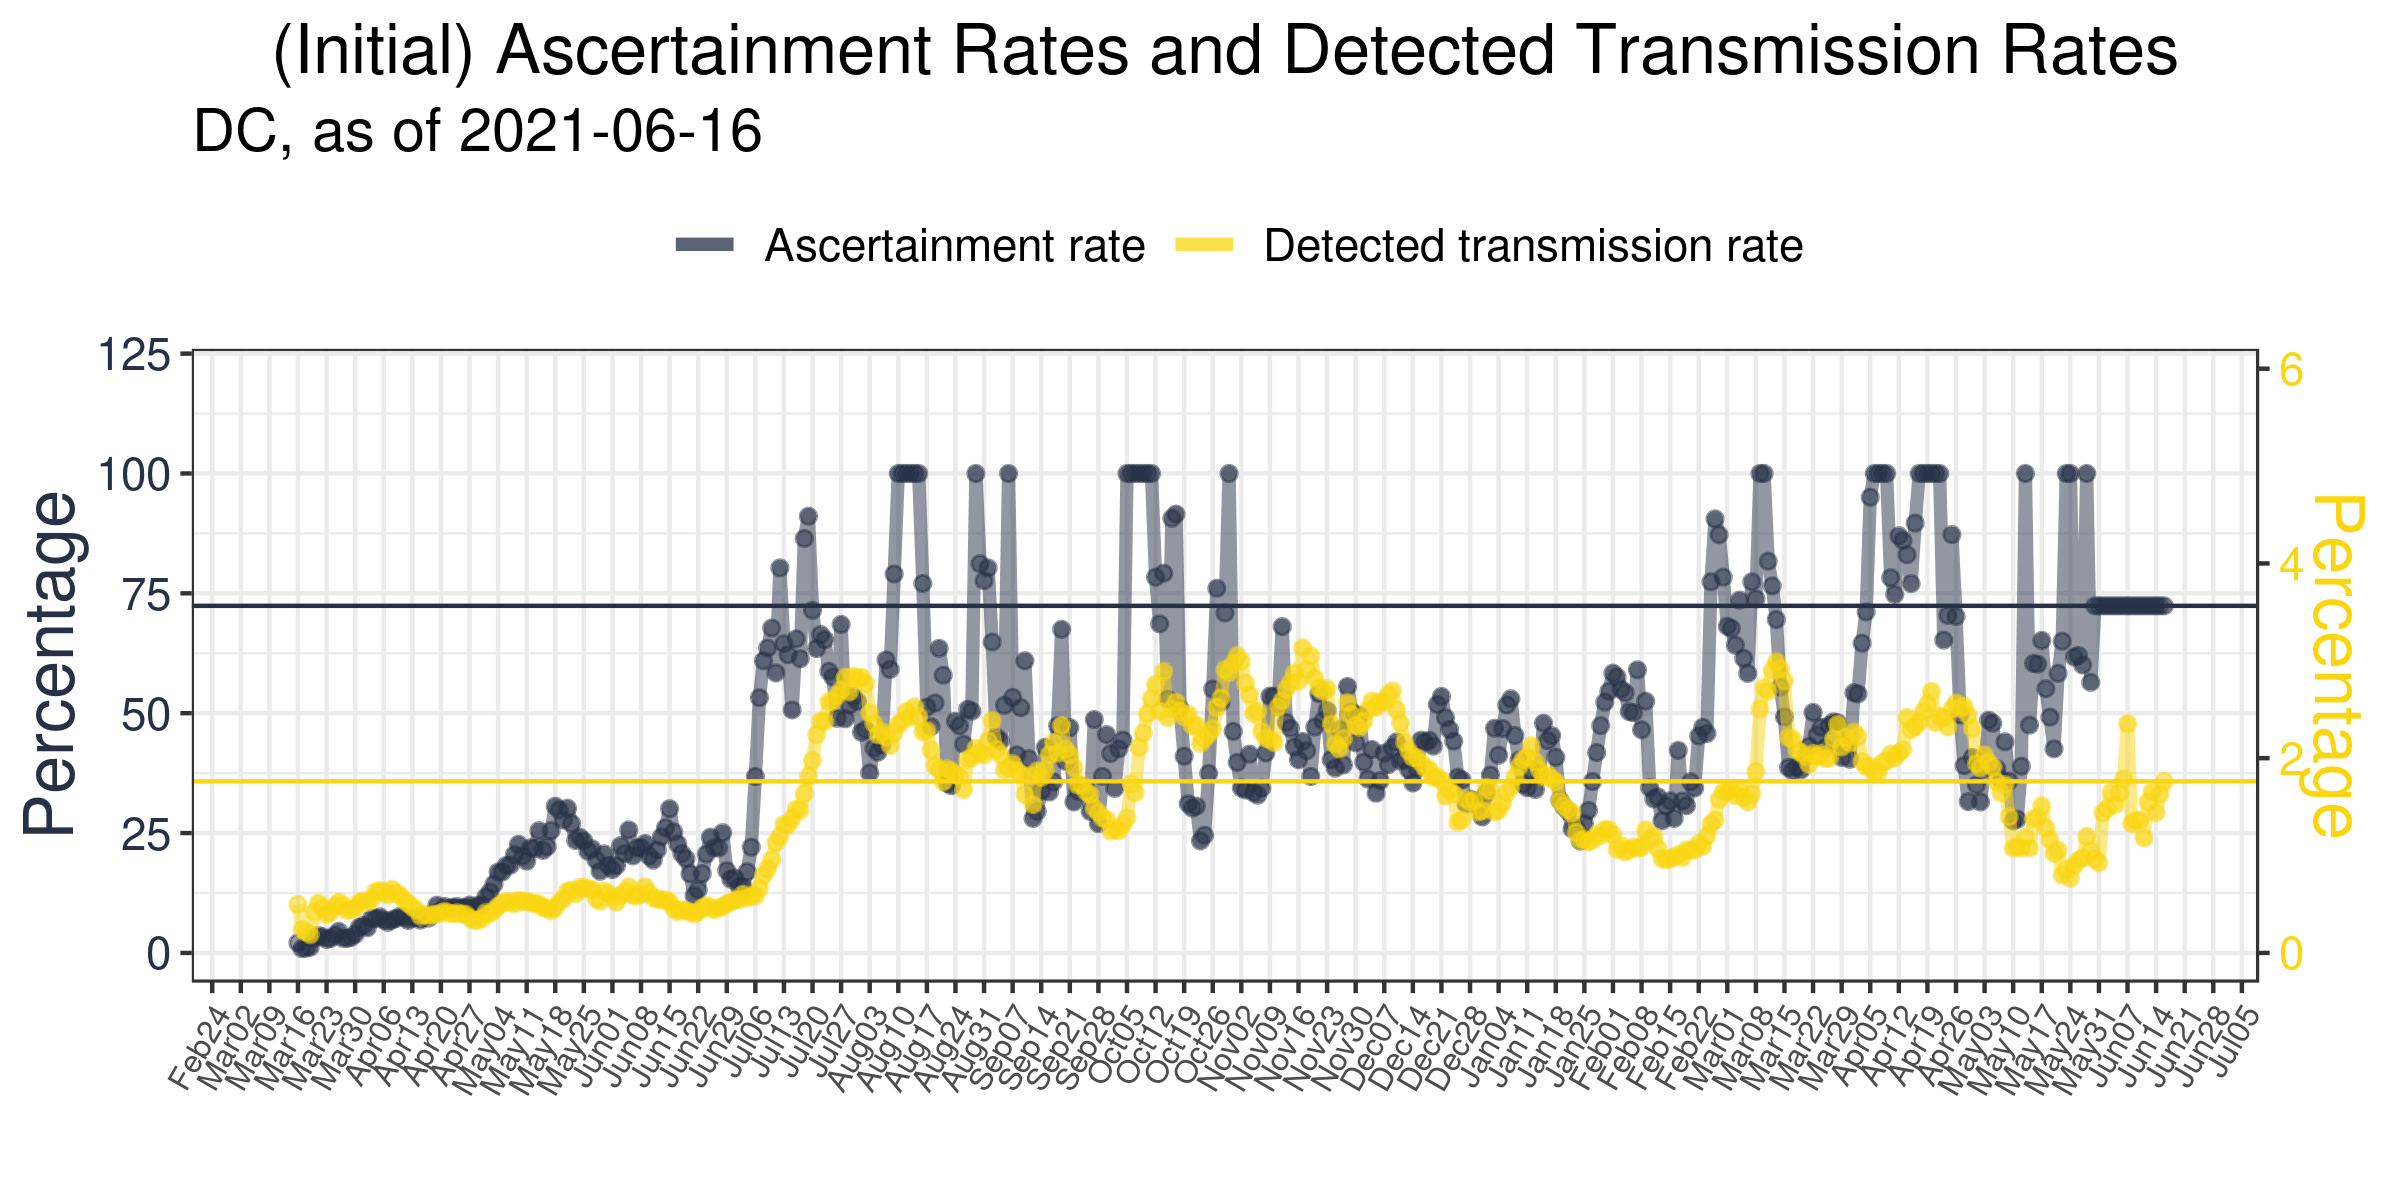 (Initial) Ascertainment Rates and Detected Transmission Rates
DC, as of 2021-06-16
Ascertainment rate
Detected transmission rate
125
100
75
50
25
0
Percentage
6
4
2
0
Percentage
Feb24
Mar02
Mar09
Mar16
Mar23
Mar30
Apr06
Apr13
Apr20
Apr27
May04
May11
May18
May25
Jun01
Jun08
Jun15
Jun22
Jun29
Jul06
Jul13
Jul20
Jul27
Aug03
Aug10
Aug17
Aug24
Aug31
Sep07
Sep14
Sep21
Sep28
Oct05
Oct12
Oct19
Oct26
Nov02
Nov09
Nov16
Nov23
Nov30
Dec07
Dec14
Dec21
Dec28
Jan04
Jan11
Jan18
Jan25
Feb01
Feb08
Feb15
Feb22
Mar01
Mar08
Mar15
Mar22
Mar29
Apr05
Apr12
Apr19
Apr26
May03
May10
May17
May24
May31
Jun07
Jun14
Jun21
Jun28
Jul05